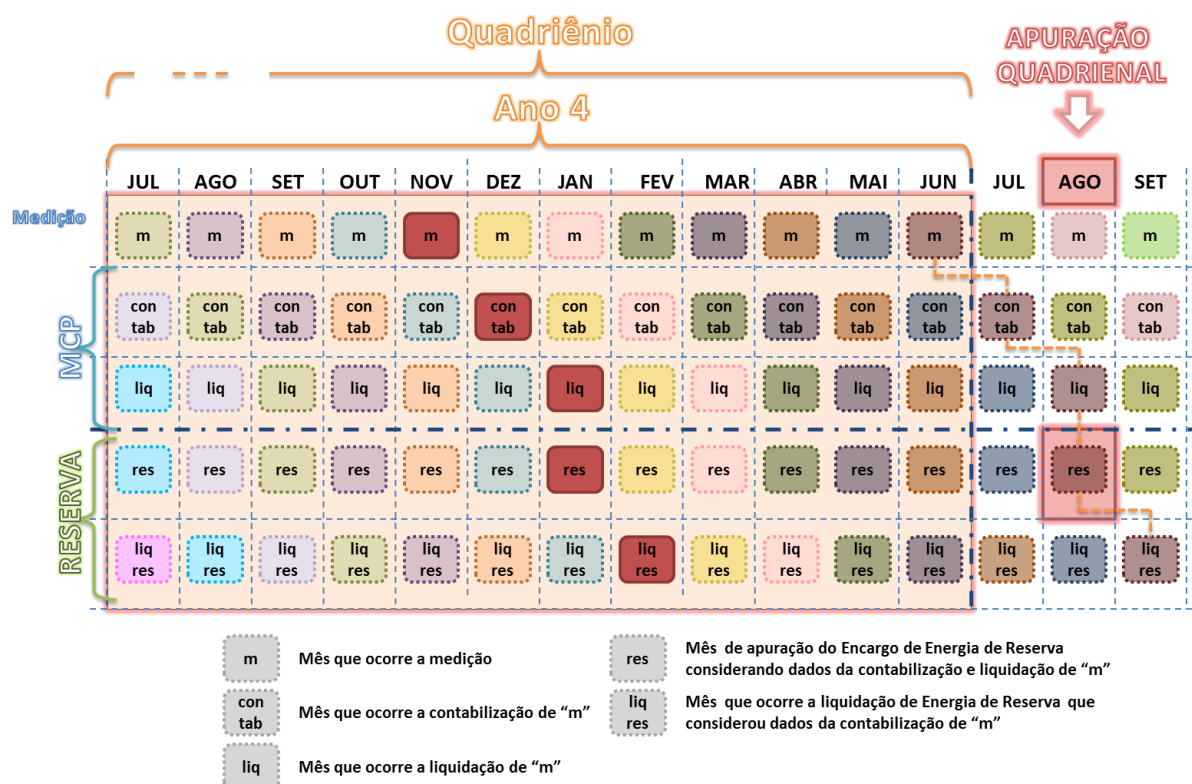 Quadriênio
APURAÇÃO
QUADRIENAL
Ano 4
JUL AGO SET OUT NOV DEZ JAN FEV MAR ABR MAI JUN JUL AGO SET
Medição m m m m m m m m m m m m m m m
MCP
con con con con con con con con con con con con con con con
tab tab tab tab tab tab tab tab tab tab tab tab tab tab tab
liq liq liq liq liq liq liq liq liq liq liq liq liq liq liq
RESERVA
res res res res res res res res res res res res res res res
liq liq liq liq liq liq liq liq liq liq liq liq liq liq liq
res res res res res res res res res res res res res res res
m Mês que ocorre a medição
con
tab
Mês que ocorre a contabilização de “m”
liq Mês que ocorre a liquidação de “m”
res
Mês de apuração do Encargo de Energia de Reserva
considerando dados da contabilização e liquidação de “m”
liq
res
Mês que ocorre a liquidação de Energia de Reserva que
considerou dados da contabilização de “m”